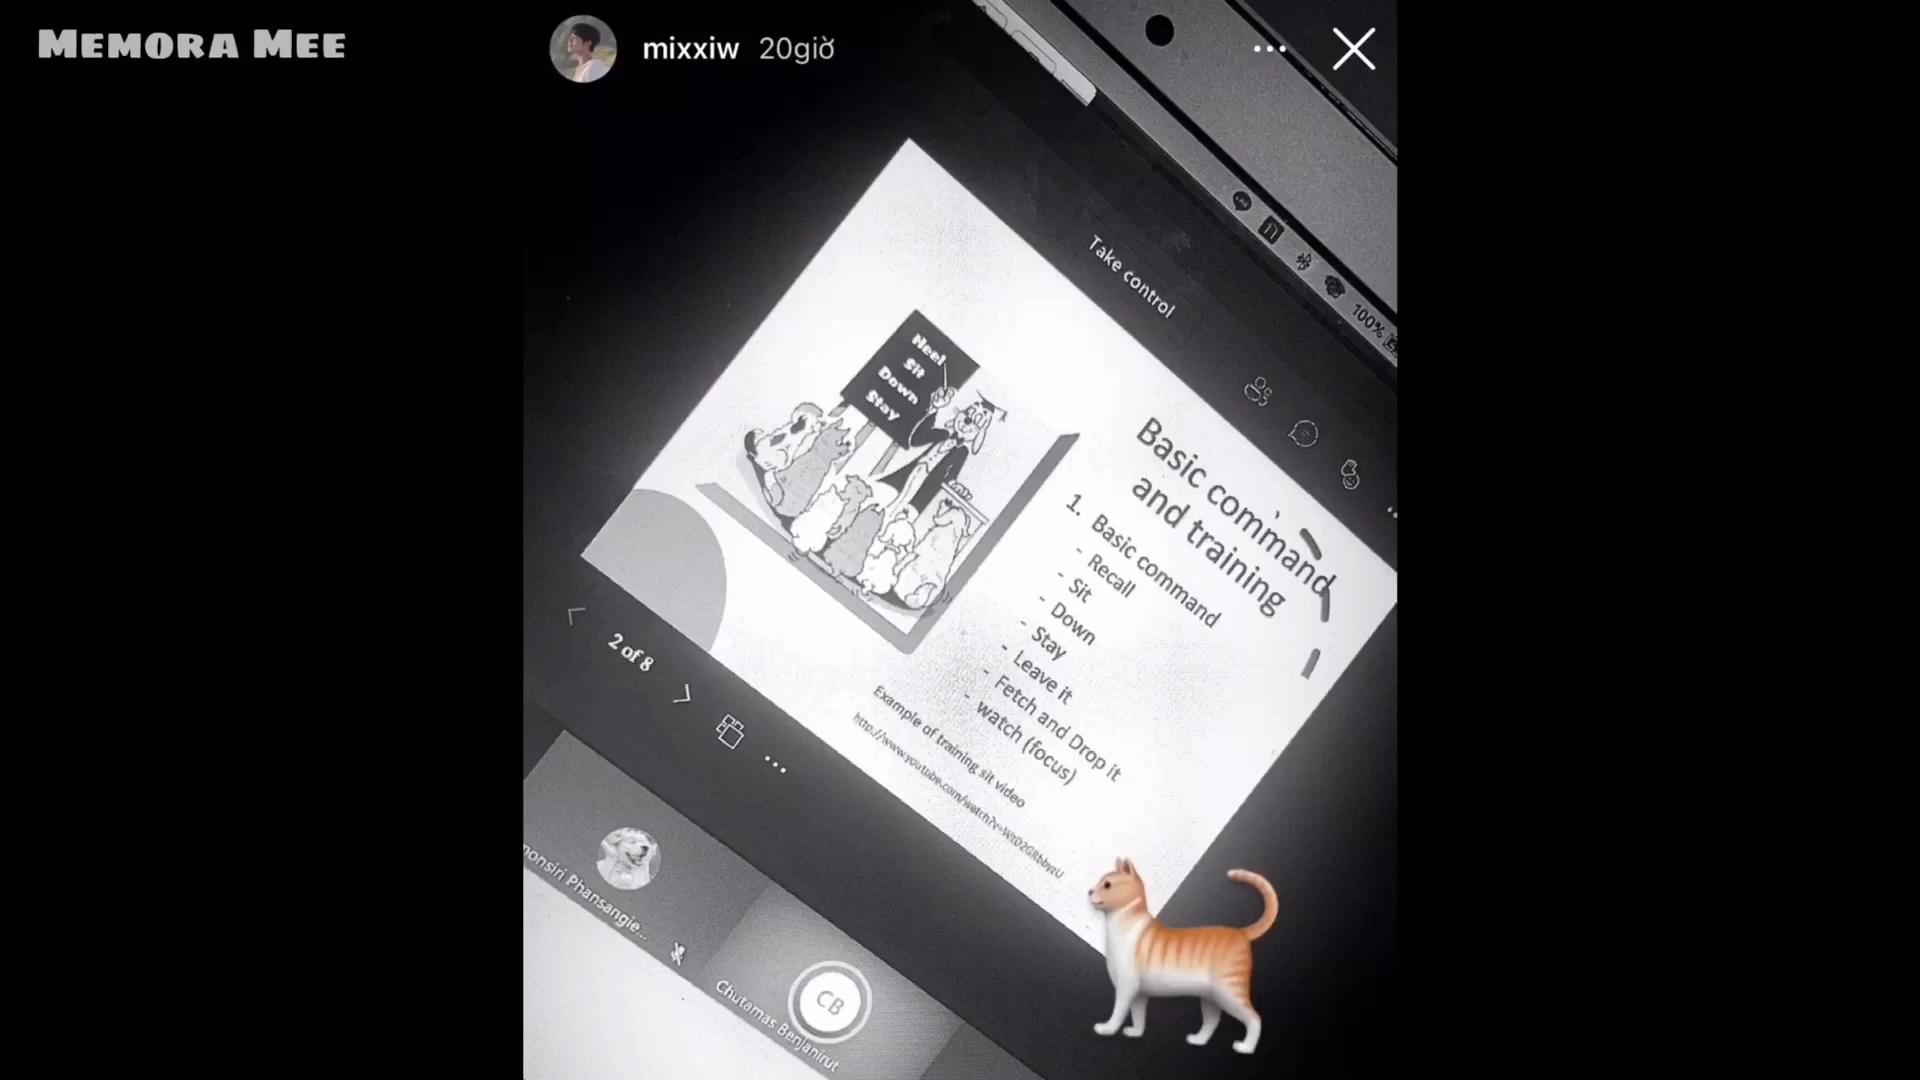 MEMORA MEE
mixxiw 20giờ
Take control
100%
Heel
Sit
Down
Stay
Basic command
and training
1. Basic command
- Recall
- Sit
- Down
- Stay
- Leave it
- Fetch and Drop it
- watch (focus)
Example of training sit video
2 of 8
Phansangie...
CB
Chutamas Benjanirut